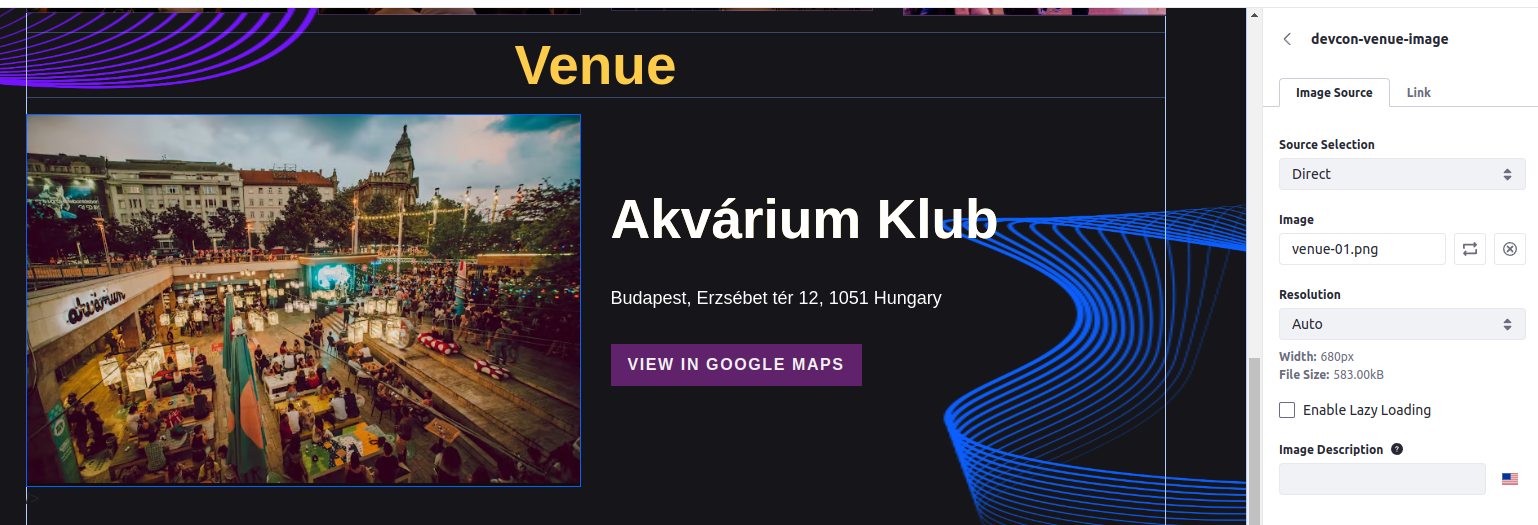 Venue
akvárium
Akvárium Klub
Budapest, Erzsébet tér 12, 1051 Hungary
VIEW IN GOOGLE MAPS
devcon-venue-image
Image Source
Link
Source Selection
Direct
Image
venue-01.png
Resolution
Auto
Width: 680px
File Size: 583.00kB
Enable Lazy Loading
Image Description ?